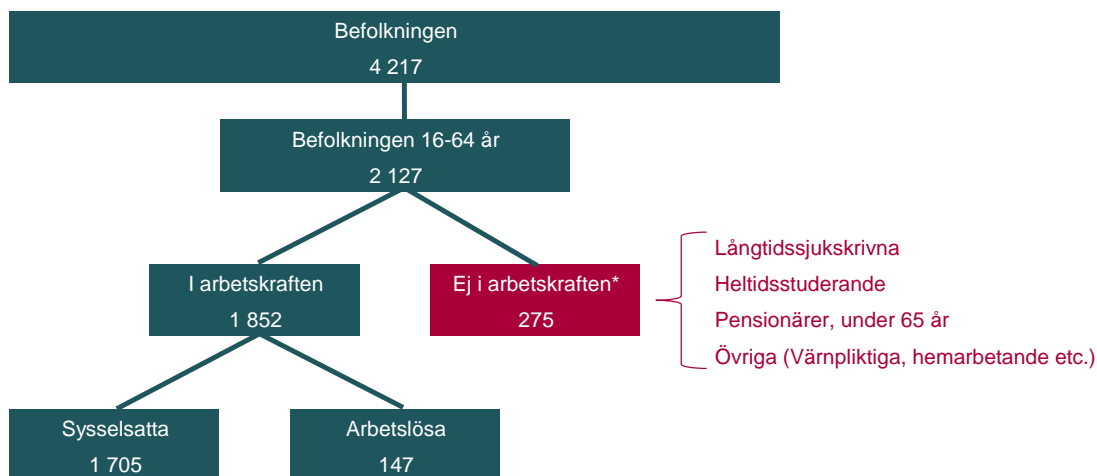 Befolkningen
4 217
Befolkningen 16-64 år
2 127
I arbetskraften
1 852
Ej i arbetskraften*
275
Långtidssjukskrivna
Heltidsstuderande
Pensionärer, under 65 år
Övriga (Värnpliktiga, hemarbetande etc.)
Sysselsatta
1 705
Arbetslösa
147